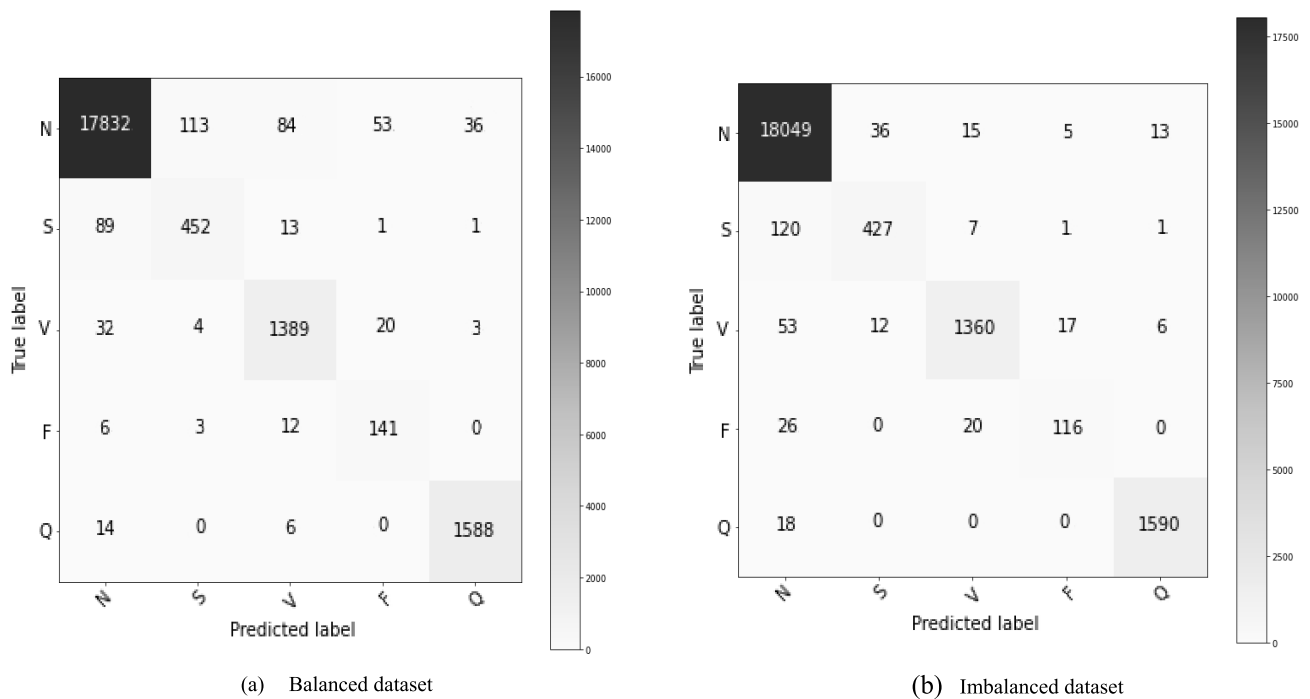 16000
14000
12000
10000
8000
6000
4000
2000
0
True label
N 17832 113 84 53 36
S 89 452 13 1 1
V 32 4 1389 20 3
F 6 3 12 141 0
Q 14 0 6 0 1588
N S V F Q
Predicted label
(a) Balanced dataset
17500
15000
12500
10000
7500
5000
2500
0
True label
N 18049 36 15 5 13
S 120 427 7 1 1
V 53 12 1360 17 6
F 26 0 20 116 0
Q 18 0 0 0 1590
N S V F Q
Predicted label
(b) Imbalanced dataset